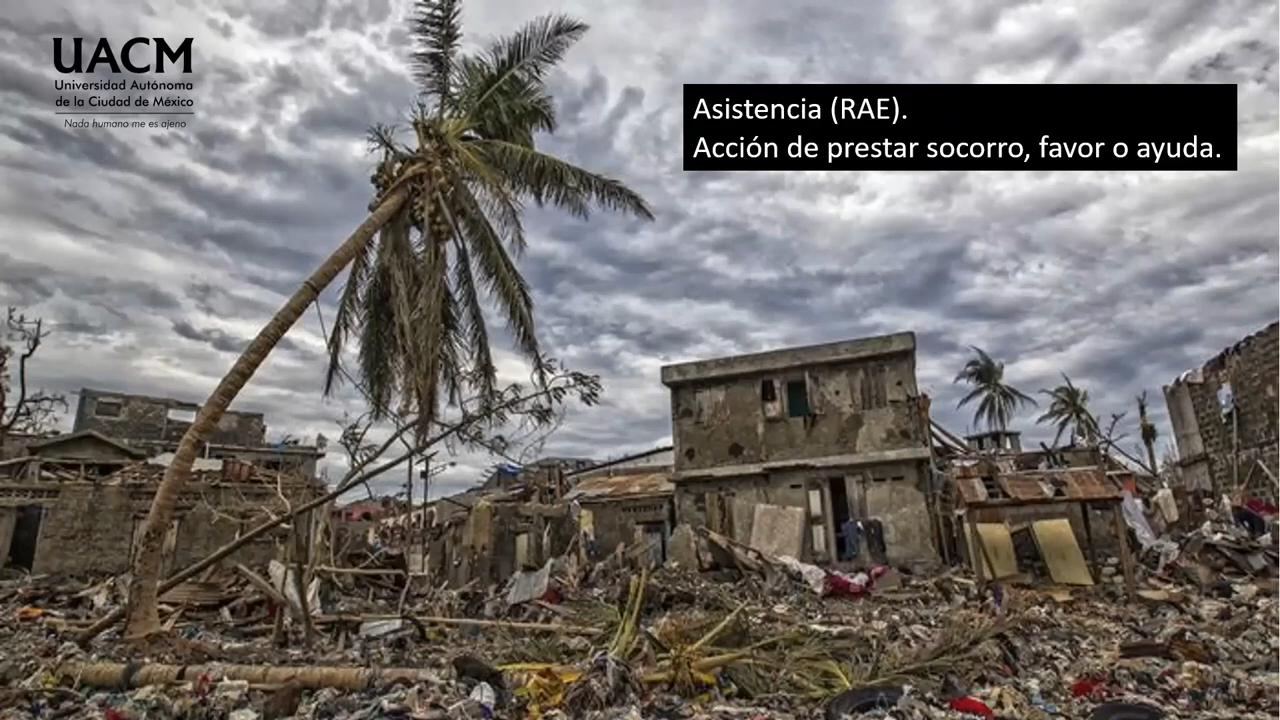 UACM
Universidad Autónoma
de la Ciudad de México
Nada humano me es ajeno
Asistencia (RAE).
Acción de prestar socorro, favor o ayuda.